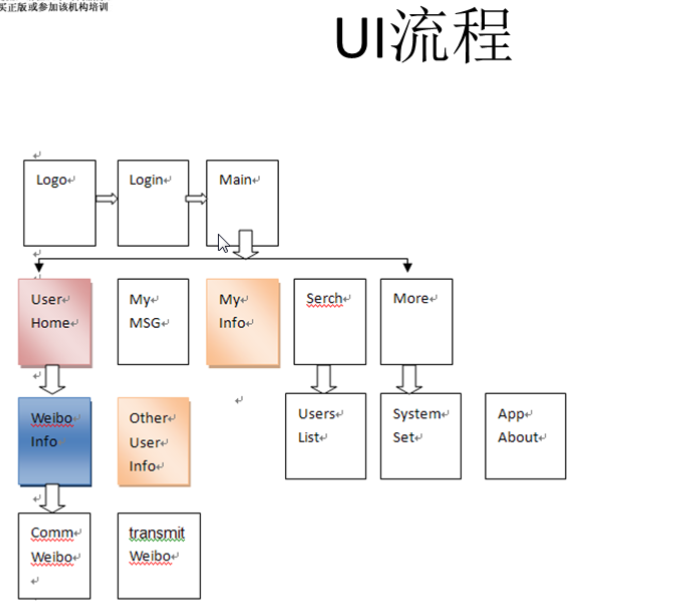 买正版或参加该机构培训
UI流程
Logo
Login
Main
User
Home
My
MSG
My
Info
Serch
More
Weibo
Info
Other
User
Info
Users
List
System
Set
App
About
Comm
Weibo
transmit
Weibo